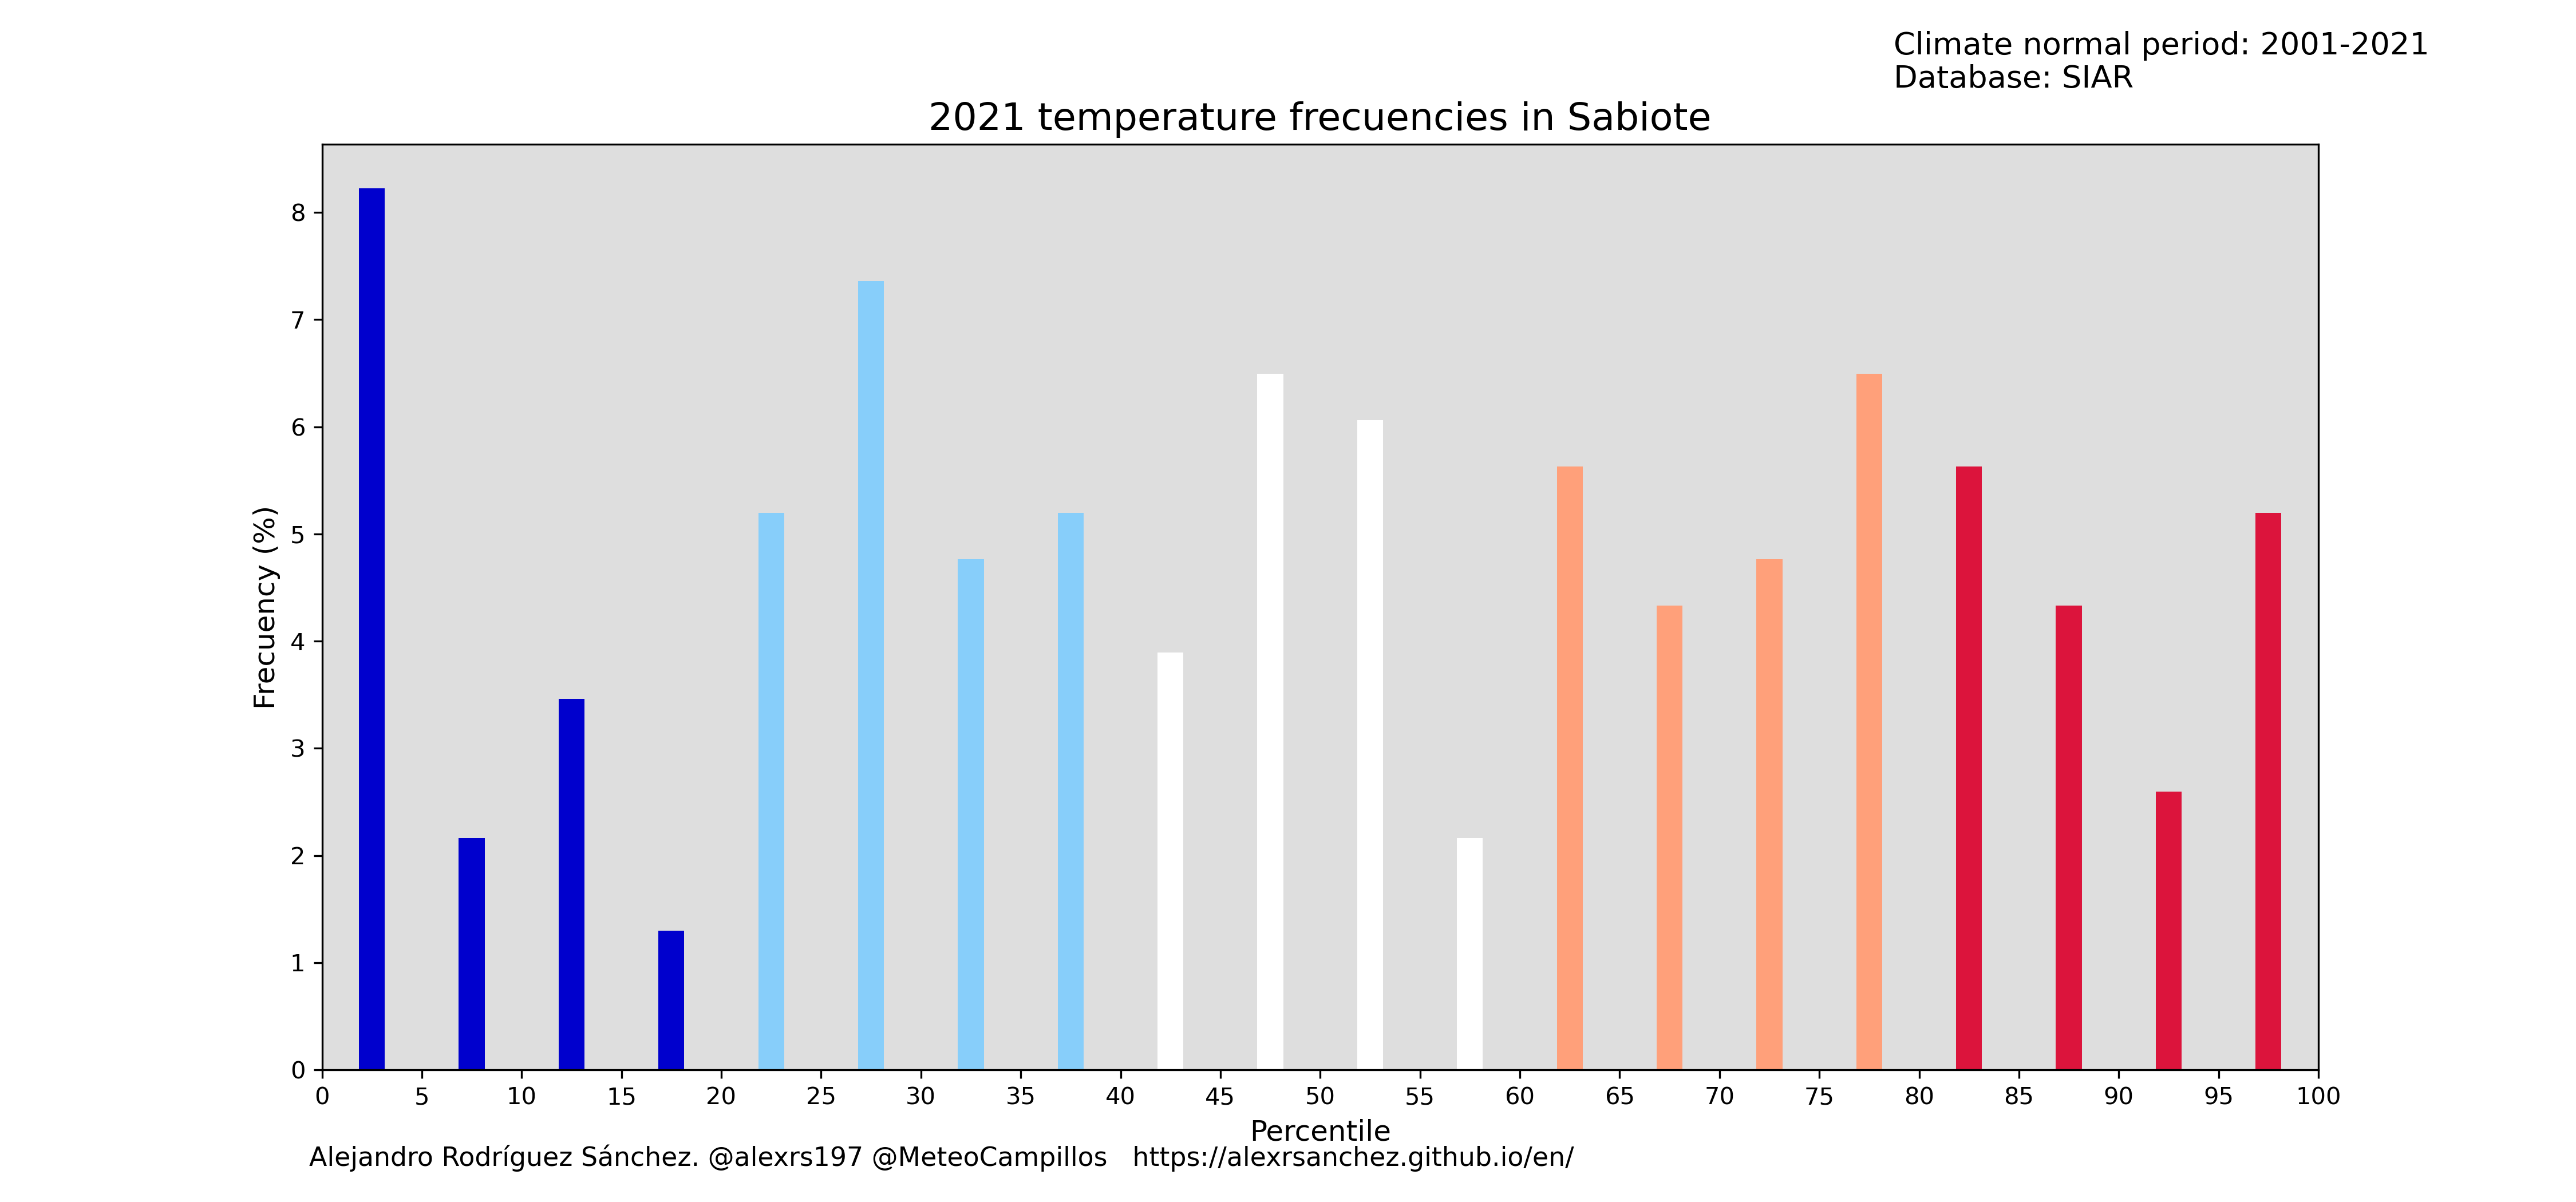 Climate normal period: 2001-2021
Database: SIAR
2021 temperature frecuencies in Sabiote
Frecuency (%)
8
7
6
5
4
3
2
1
0
0 5 10 15 20 25 30 35 40 45 50 55 60 65 70 75 80 85 90 95 100
Percentile
Alejandro Rodríguez Sánchez. @alexrs197 @MeteoCampillos https://alexrsanchez.github.io/en/